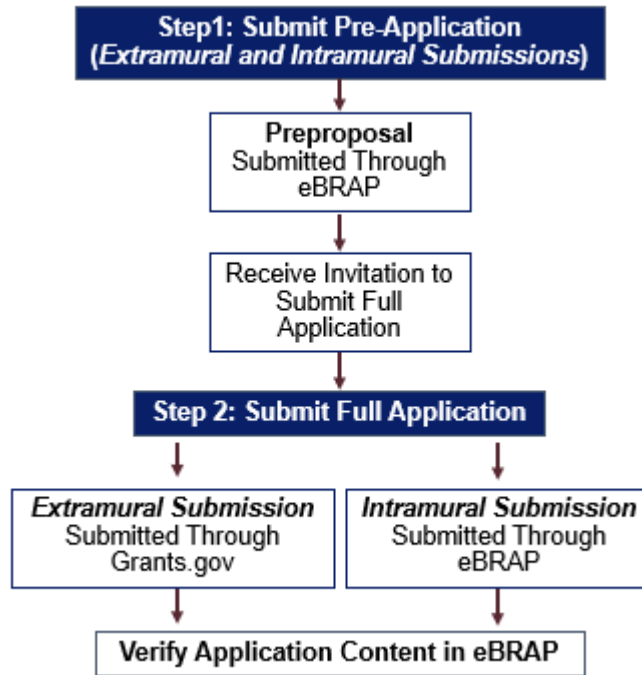 Step1: Submit Pre-Application
(Extramural and Intramural Submissions)
Preproposal
Submitted Through
eBRAP
Receive Invitation to
Submit Full
Application
Step 2: Submit Full Application
Extramural Submission
Submitted Through
Grants.gov
Intramural Submission
Submitted Through
eBRAP
Verify Application Content in eBRAP